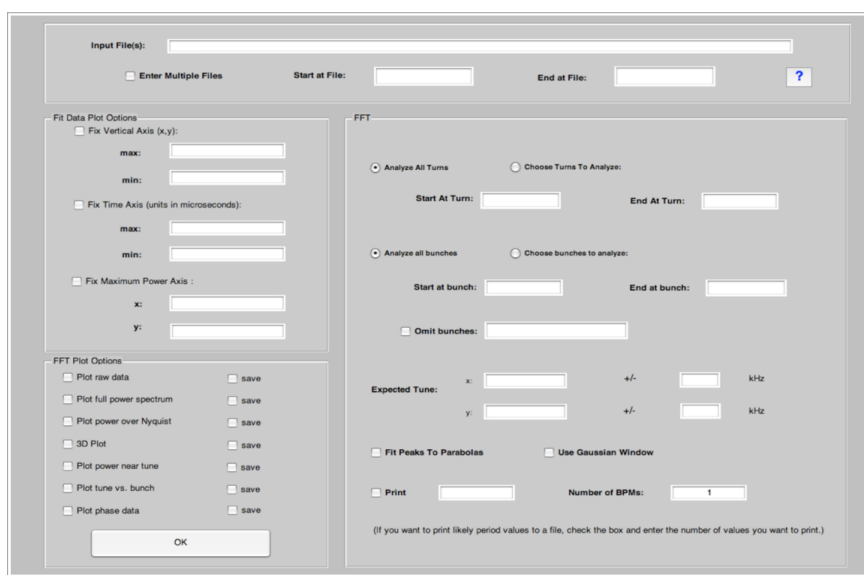 Input File(s):
Enter Multiple Files Start at File: End at File: ?
Fit Data Plot Options
Fix Vertical Axis (x,y):
max:
min:
Fix Time Axis (units in microseconds):
max:
min:
Fix Maximum Power Axis :
x:
y:
FFT Plot Options
Plot raw data save
Plot full power spectrum save
Plot power over Nyquist save
3D Plot save
Plot power near tune save
Plot tune vs. bunch save
Plot phase data save
OK
FFT
Analyze All Turns Choose Turns To Analyze:
Start At Turn: End At Turn:
Analyze all bunches Choose bunches to analyze:
Start at bunch: End at bunch:
Omit bunches:
Expected Tune: x: +/- kHz
y: +/- kHz
Fit Peaks To Parabolas Use Gaussian Window
Print Number of BPMs: 1
(If you want to print likely period values to a file, check the box and enter the number of values you want to print.)